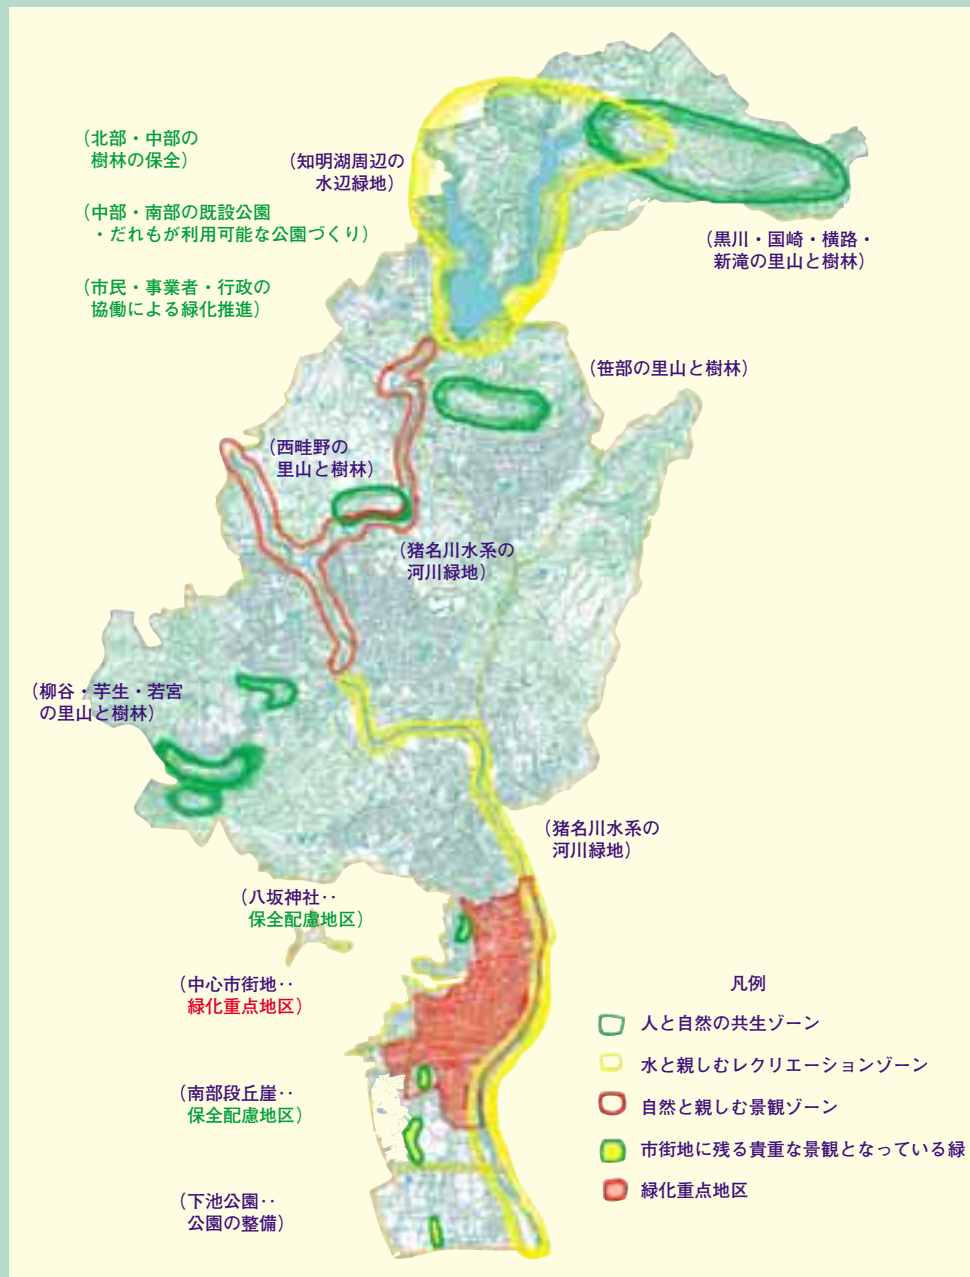 (北部・中部の
樹林の保全)
(知明湖周辺の
水辺緑地)
(中部・南部の既設公園
・だれもが利用可能な公園づくり)
(黒川・国崎・横路・
新滝の里山と樹林)
(市民・事業者・行政の
協働による緑化推進)
(笹部の里山と樹林)
(西畦野の
里山と樹林)
(猪名川水系の
河川緑地)
(柳谷・芋生・若宮
の里山と樹林)
(猪名川水系の
河川緑地)
(八坂神社‥
保全配慮地区)
(中心市街地‥
緑化重点地区)
(南部段丘崖‥
保全配慮地区)
(下池公園‥
公園の整備)
凡例
人と自然の共生ゾーン
水と親しむレクリエーションゾーン
自然と親しむ景観ゾーン
市街地に残る貴重な景観となっている緑
緑化重点地区